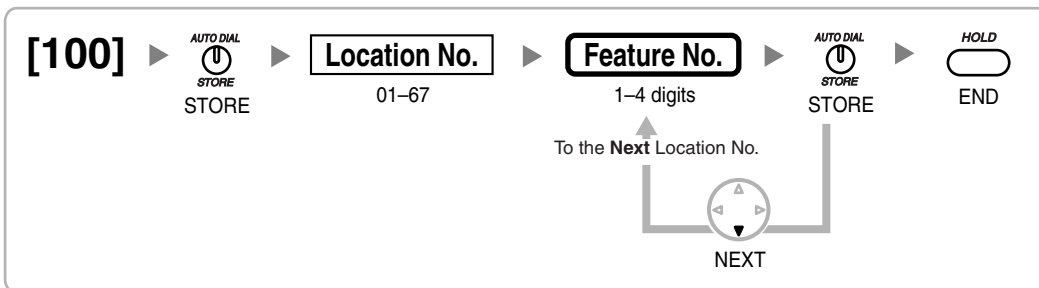 [100]
AUTO DIAL
STORE
STORE
Location No.
01–67
Feature No.
1–4 digits
AUTO DIAL
STORE
STORE
HOLD
END
To the Next Location No.
NEXT